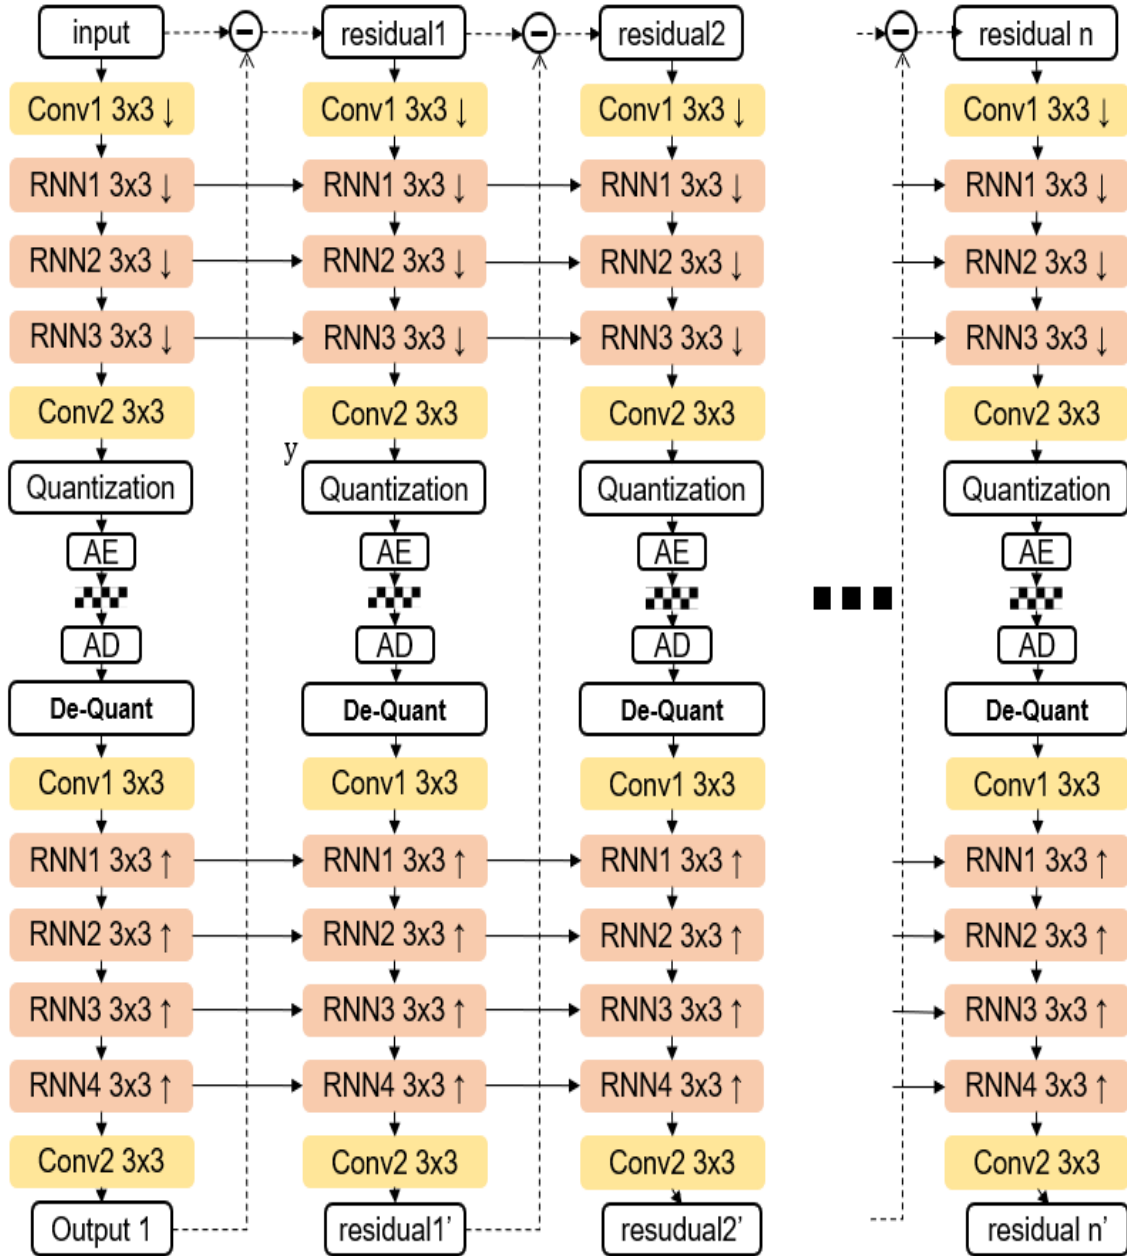 input
residual1
residual2
residual n
Conv1 3x3 ↓
Conv1 3x3 ↓
Conv1 3x3 ↓
Conv1 3x3 ↓
RNN1 3x3 ↓
RNN1 3x3 ↓
RNN1 3x3 ↓
RNN1 3x3 ↓
RNN2 3x3 ↓
RNN2 3x3 ↓
RNN2 3x3 ↓
RNN2 3x3 ↓
RNN3 3x3 ↓
RNN3 3x3 ↓
RNN3 3x3 ↓
RNN3 3x3 ↓
Conv2 3x3
Conv2 3x3
Conv2 3x3
Conv2 3x3
y
Quantization
Quantization
Quantization
Quantization
AE
AE
AE
AE
AD
AD
AD
AD
De-Quant
De-Quant
De-Quant
De-Quant
Conv1 3x3
Conv1 3x3
Conv1 3x3
Conv1 3x3
RNN1 3x3 ↑
RNN1 3x3 ↑
RNN1 3x3 ↑
RNN1 3x3 ↑
RNN2 3x3 ↑
RNN2 3x3 ↑
RNN2 3x3 ↑
RNN2 3x3 ↑
RNN3 3x3 ↑
RNN3 3x3 ↑
RNN3 3x3 ↑
RNN3 3x3 ↑
RNN4 3x3 ↑
RNN4 3x3 ↑
RNN4 3x3 ↑
RNN4 3x3 ↑
Conv2 3x3
Conv2 3x3
Conv2 3x3
Conv2 3x3
Output 1
residual1’
resudual2’
residual n’